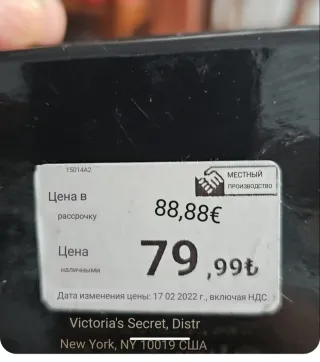 15014A2
МЕСТНЫЙ
ПРОИЗВОДСТВО
Цена в
рассрочку
88,88€
Цена
наличными
79,99₺
Дата изменения цены: 17 02 2022 г., включая НДС.
Victoria's Secret, Distr
New York, NY 10019 США